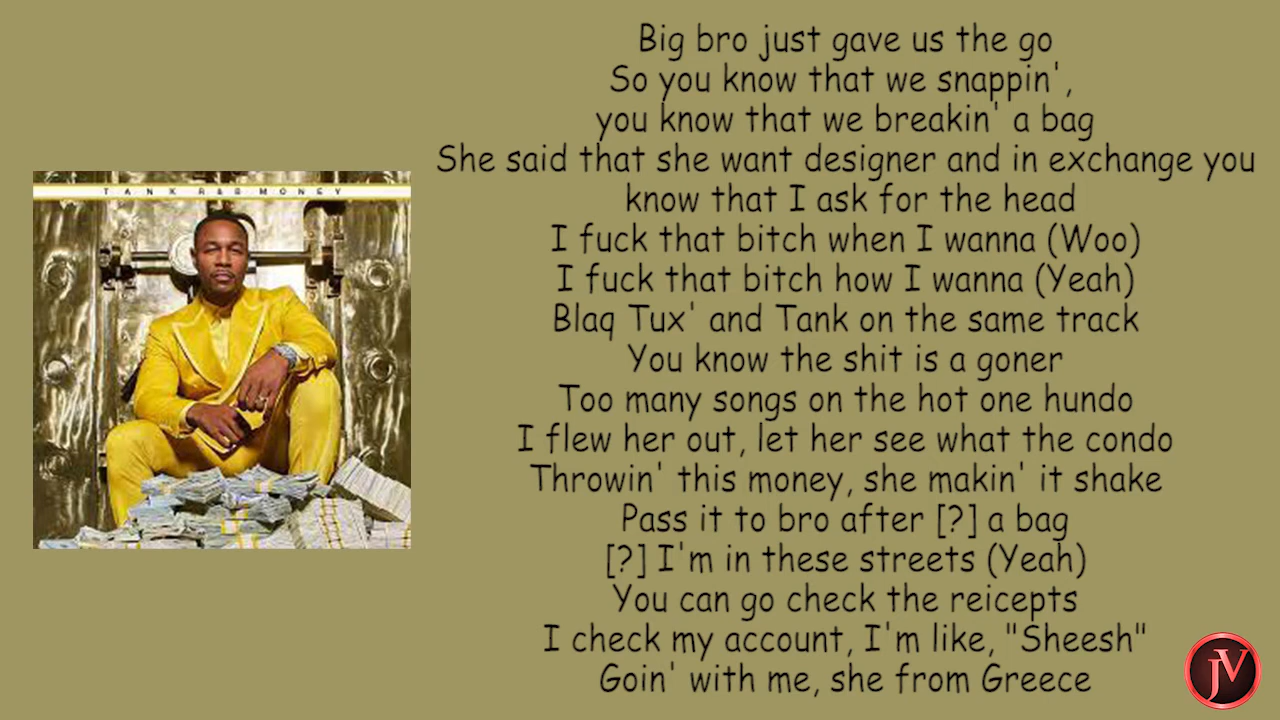 TANK R&B MONEY
Big bro just gave us the go
So you know that we snappin',
you know that we breakin' a bag
She said that she want designer and in exchange you
know that I ask for the head
I fuck that bitch when I wanna (Woo)
I fuck that bitch how I wanna (Yeah)
Blaq Tux' and Tank on the same track
You know the shit is a goner
Too many songs on the hot one hundo
I flew her out, let her see what the condo
Throwin' this money, she makin' it shake
Pass it to bro after [?] a bag
[?] I'm in these streets (Yeah)
You can go check the reicepts
I check my account, I'm like, "Sheesh"
Goin' with me, she from Greece
JV